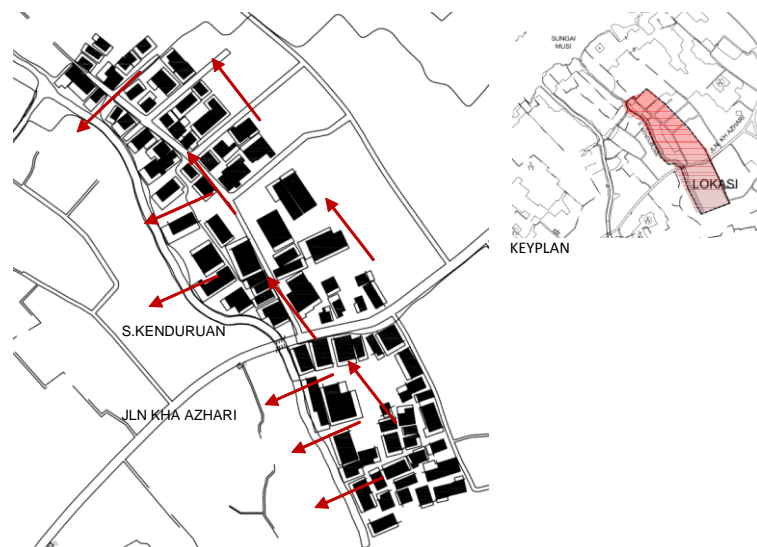 S.KENDURUAN
JLN KHA AZHARI
SUNGAI
MUSI
JLN KH AZHARI
LOKASI
KEYPLAN